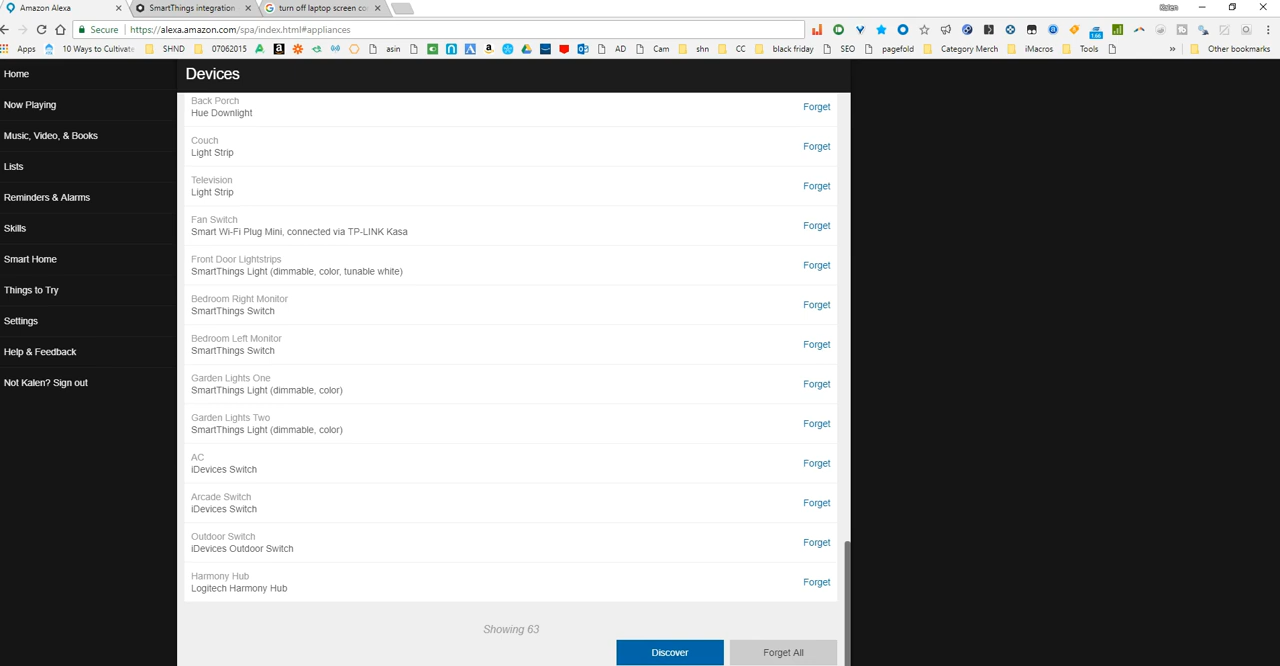 Amazon Alexa
SmartThings integration
turn off laptop screen co
Kalen
Secure
https://alexa.amazon.com/spa/index.html#appliances
Apps
10 Ways to Cultivate
SHND
07062015
asin
AD
Cam
shn
CC
black friday
SEO
pagefold
Category Merch
iMacros
Tools
»
Other bookmarks
Home
Now Playing
Music, Video, & Books
Lists
Reminders & Alarms
Skills
Smart Home
Things to Try
Settings
Help & Feedback
Not Kalen? Sign out
Devices
Back Porch
Hue Downlight
Forget
Couch
Light Strip
Forget
Television
Light Strip
Forget
Fan Switch
Smart Wi-Fi Plug Mini, connected via TP-LINK Kasa
Forget
Front Door Lightstrips
SmartThings Light (dimmable, color, tunable white)
Forget
Bedroom Right Monitor
SmartThings Switch
Forget
Bedroom Left Monitor
SmartThings Switch
Forget
Garden Lights One
SmartThings Light (dimmable, color)
Forget
Garden Lights Two
SmartThings Light (dimmable, color)
Forget
AC
iDevices Switch
Forget
Arcade Switch
iDevices Switch
Forget
Outdoor Switch
iDevices Outdoor Switch
Forget
Harmony Hub
Logitech Harmony Hub
Forget
Showing 63
Discover
Forget All